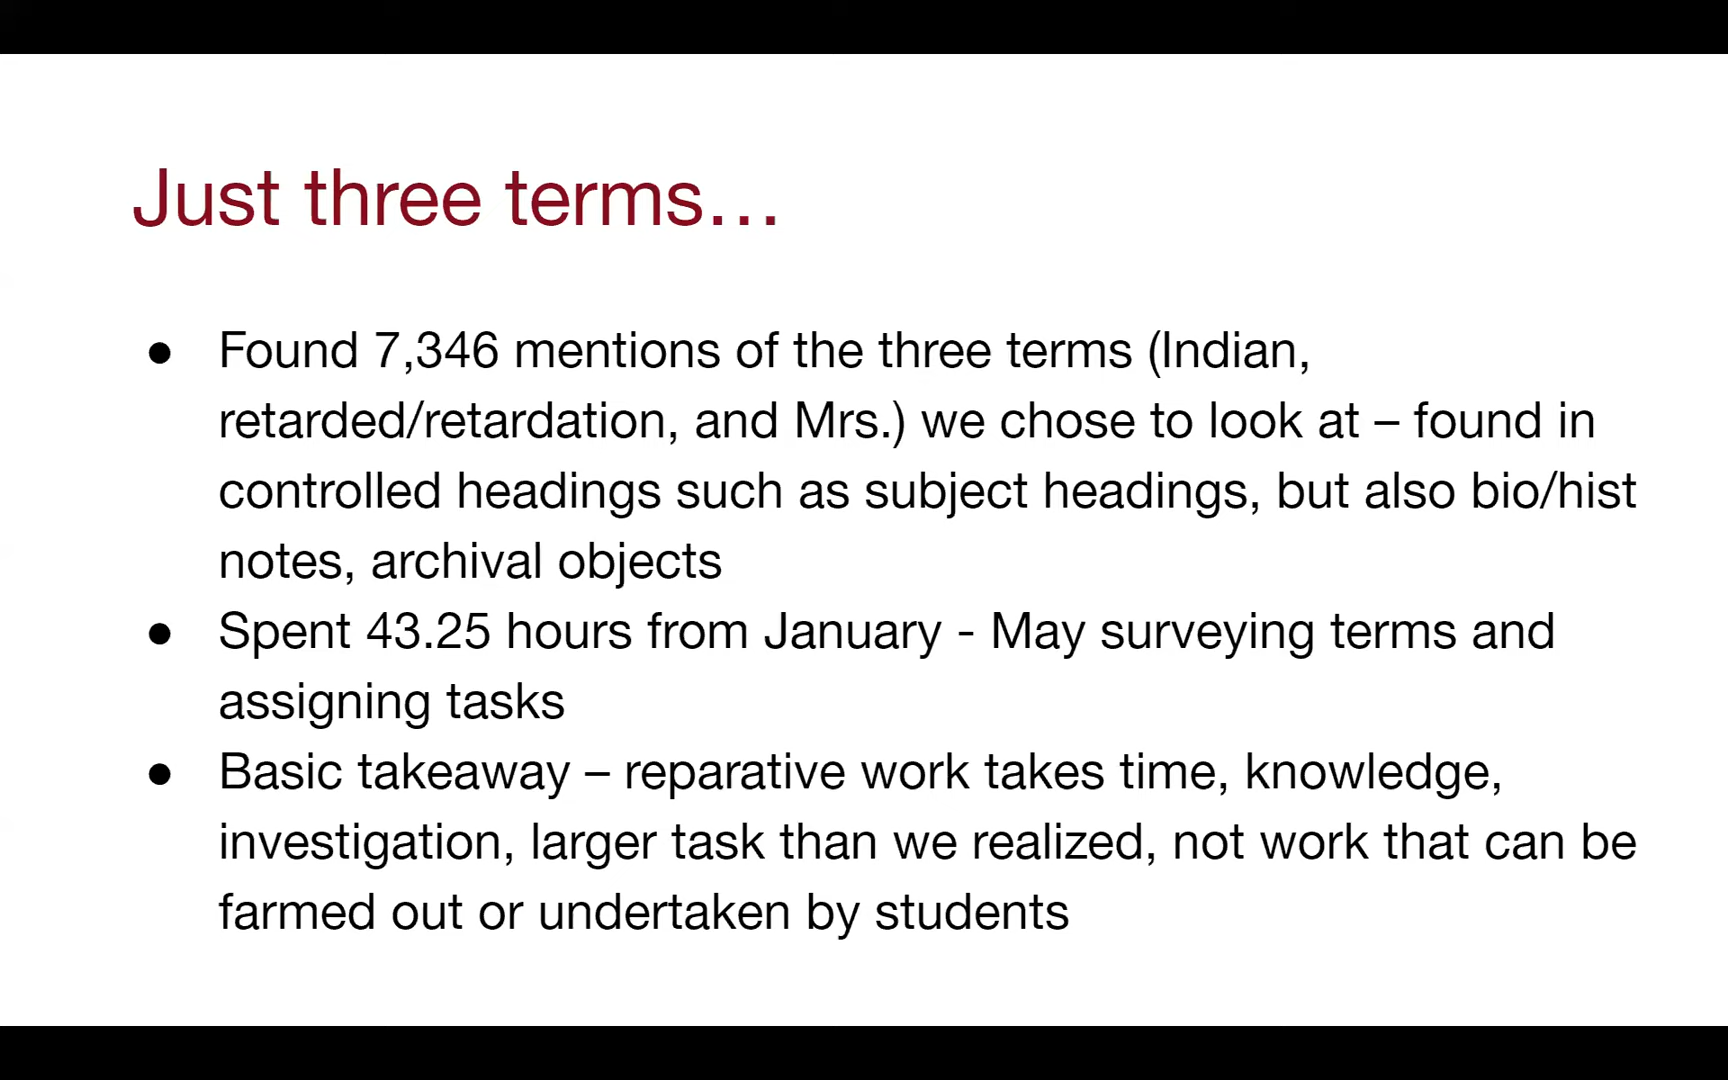 Just three terms…
● Found 7,346 mentions of the three terms (Indian,
retarded/retardation, and Mrs.) we chose to look at – found in
controlled headings such as subject headings, but also bio/hist
notes, archival objects
● Spent 43.25 hours from January - May surveying terms and
assigning tasks
● Basic takeaway – reparative work takes time, knowledge,
investigation, larger task than we realized, not work that can be
farmed out or undertaken by students